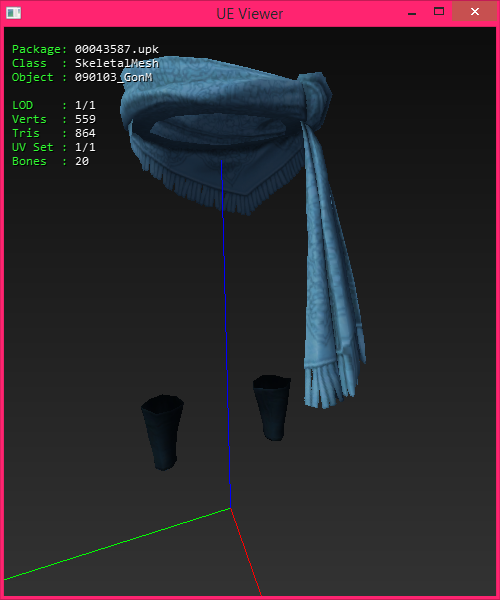 UE Viewer
Package: 00043587.upk
Class : SkeletalMesh
Object : 090103_GonM
LOD : 1/1
Verts : 559
Tris : 864
UV Set : 1/1
Bones : 20